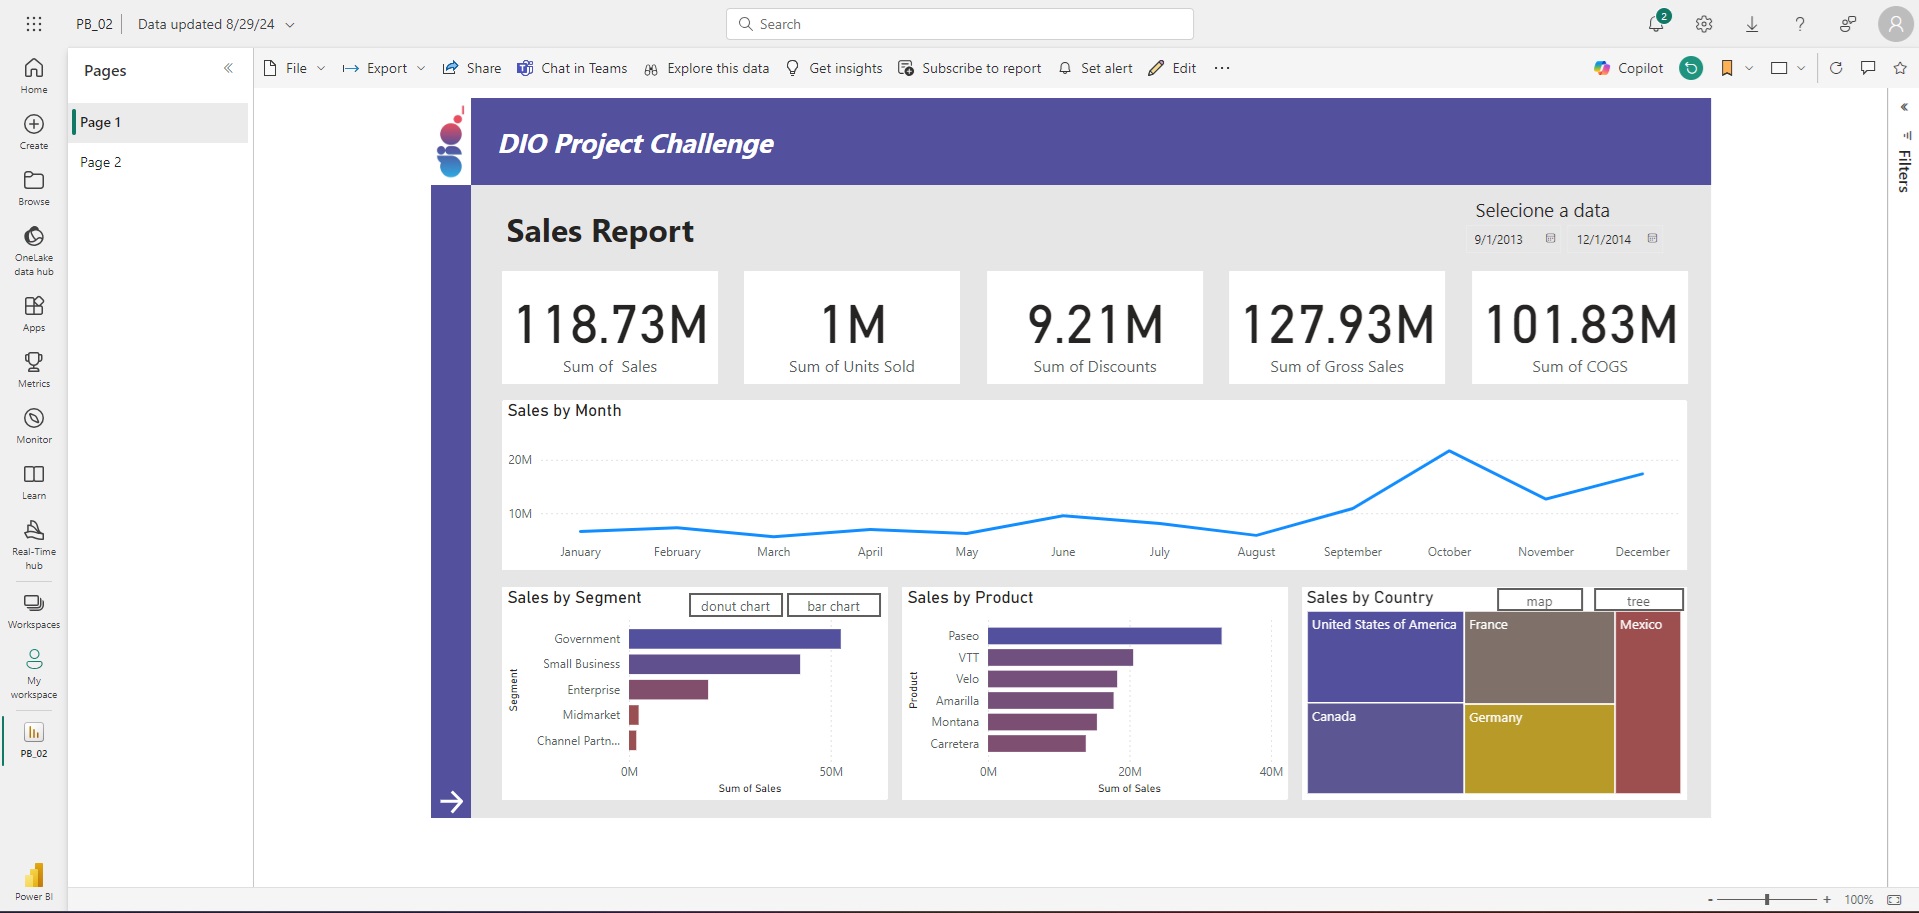 PB_02
Data updated 8/29/24
Search
2
Home
Create
Browse
OneLake
data hub
Apps
Metrics
Monitor
Learn
Real-Time
hub
Workspaces
My
workspace
PB_02
Power BI
Pages
Page 1
Page 2
File
Export
Share
Chat in Teams
Explore this data
Get insights
Subscribe to report
Set alert
Edit
Copilot
Filters
DIO Project Challenge
Sales Report
Selecione a data
9/1/2013
12/1/2014
118.73M
Sum of  Sales
1M
Sum of Units Sold
9.21M
Sum of Discounts
127.93M
Sum of Gross Sales
101.83M
Sum of COGS
Sales by Month
20M
10M
January
February
March
April
May
June
July
August
September
October
November
December
Sales by Segment
donut chart
bar chart
Segment
Government
Small Business
Enterprise
Midmarket
Channel Partn...
0M
50M
Sum of Sales
Sales by Product
Product
Paseo
VTT
Velo
Amarilla
Montana
Carretera
0M
20M
40M
Sum of Sales
Sales by Country
map
tree
United States of America
France
Mexico
Canada
Germany
- + 100%